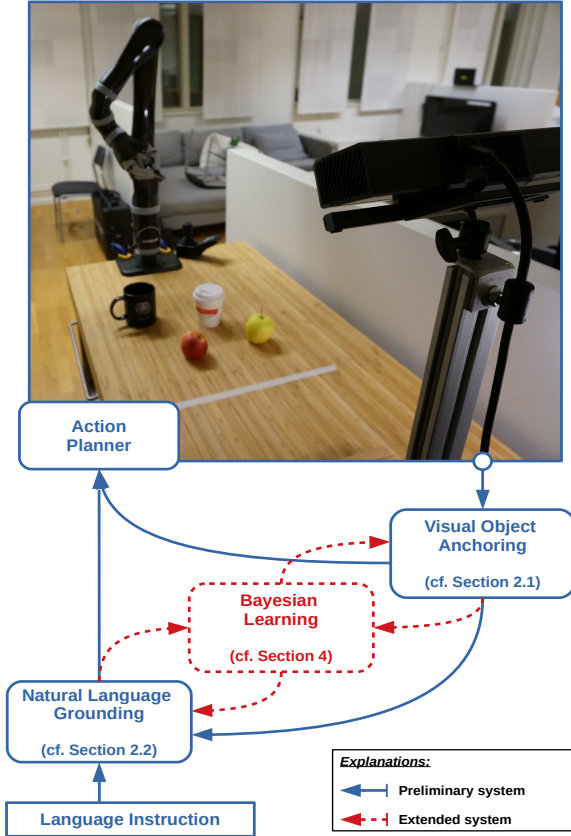 Action
Planner
Visual Object
Anchoring
(cf. Section 2.1)
Bayesian
Learning
(cf. Section 4)
Natural Language
Grounding
(cf. Section 2.2)
Explanations:
Preliminary system
Extended system
Language Instruction